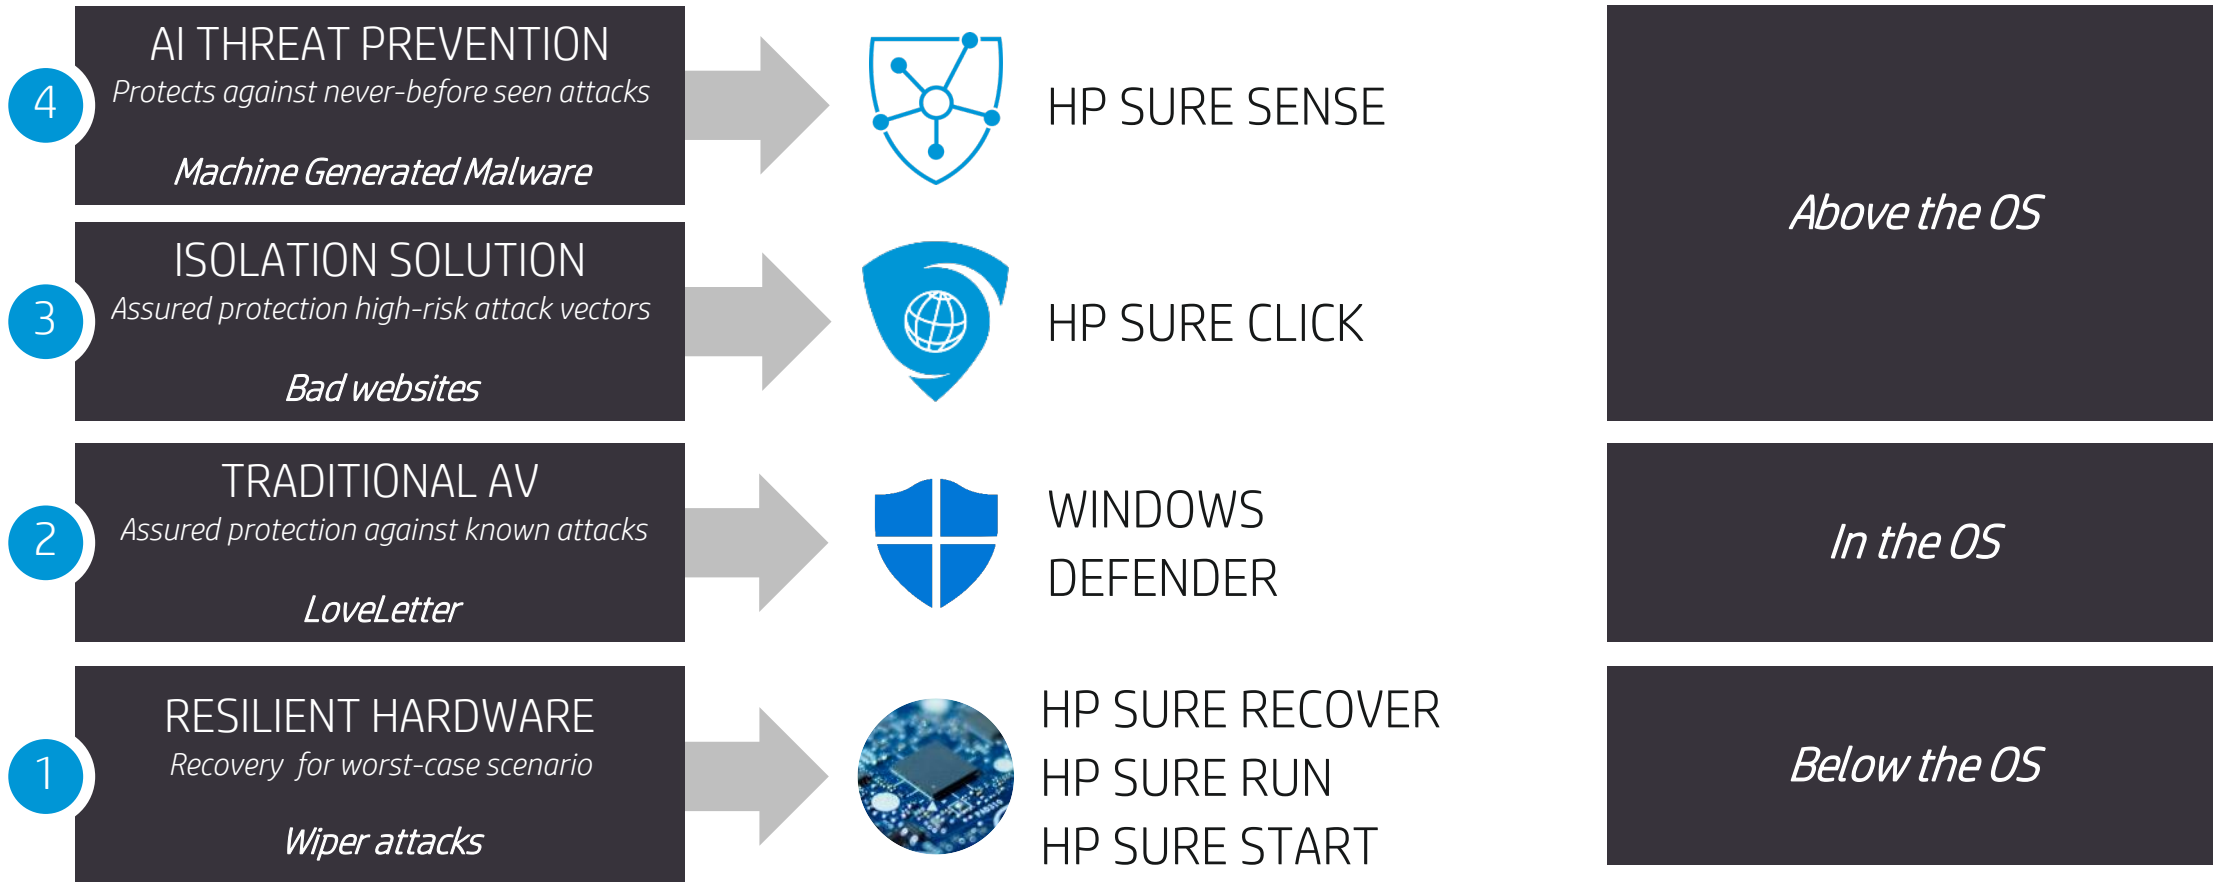 4
AI THREAT PREVENTION
Protects against never-before seen attacks
Machine Generated Malware
HP SURE SENSE
Above the OS
3
ISOLATION SOLUTION
Assured protection high-risk attack vectors
Bad websites
HP SURE CLICK
2
TRADITIONAL AV
Assured protection against known attacks
LoveLetter
WINDOWS
DEFENDER
In the OS
1
RESILIENT HARDWARE
Recovery for worst-case scenario
Wiper attacks
HP SURE RECOVER
HP SURE RUN
HP SURE START
Below the OS